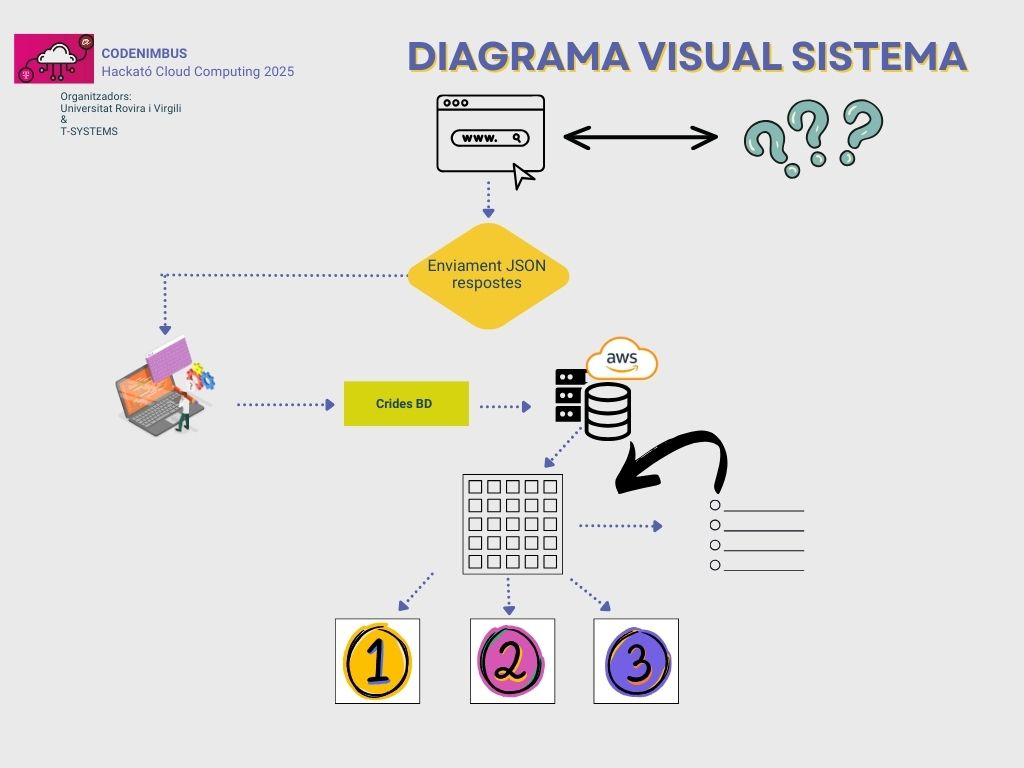 CODENIMBUS
Hackató Cloud Computing 2025
Organitzadors:
Universitat Rovira i Virgili
&
T-SYSTEMS
DIAGRAMA VISUAL SISTEMA
www.
Enviament JSON
respostes
aws
Crides BD
1
2
3